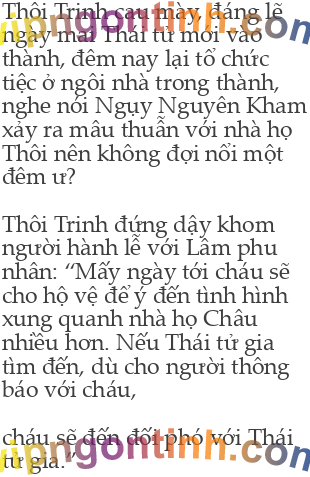 Thôi Trinh cau mày, đáng lẽ
ngày mai Thái tử mới vào
thành, đêm nay lại tổ chức
tiệc ở ngôi nhà trong thành,
nghe nói Ngụy Nguyên Kham
xảy ra mâu thuẫn với nhà họ
Thôi nên không đợi nổi một
đêm ư?
Thôi Trinh đứng dậy khom
người hành lễ với Lâm phu
nhân: “Mấy ngày tới cháu sẽ
cho hộ vệ để ý đến tình hình
xung quanh nhà họ Châu
nhiều hơn. Nếu Thái tử gia
tìm đến, dù cho người thông
báo với cháu,
cháu sẽ đến đối phó với Thái
tử gia.”
vipngontinh.com
vipngontinh.com